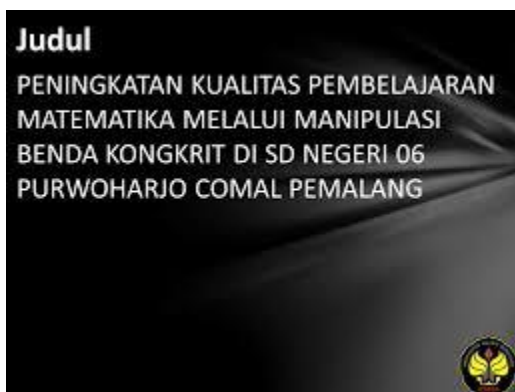 Judul
PENINGKATAN KUALITAS PEMBELAJARAN
MATEMATIKA MELALUI MANIPULASI
BENDA KONGKRIT DI SD NEGERI 06
PURWOHARJO COMAL PEMALANG